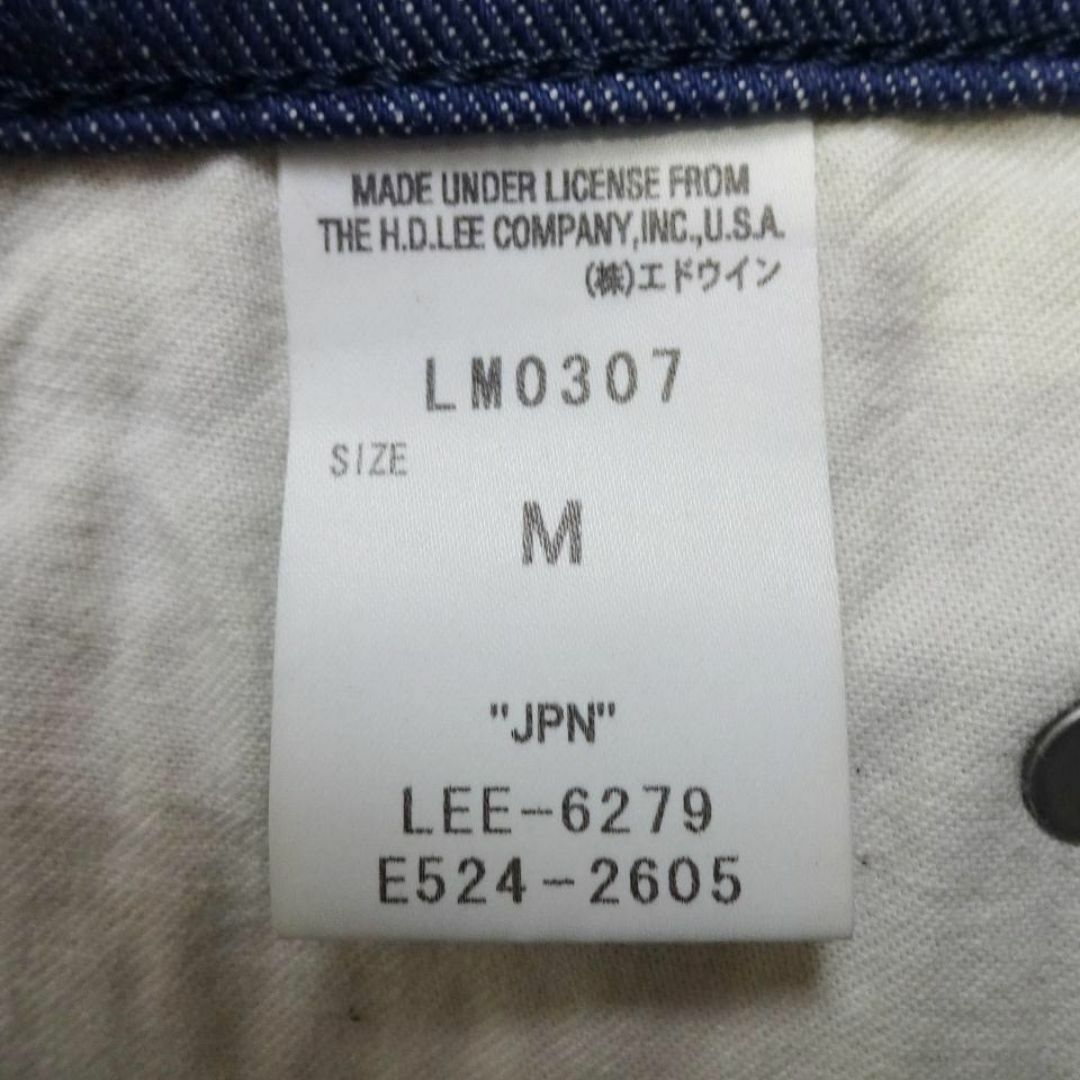 MADE UNDER LICENSE FROM
THE H.D.LEE COMPANY,INC.,U.S.A.
(株)エドウイン
LM0307
SIZE
M
"JPN"
LEE-6279
E524-2605